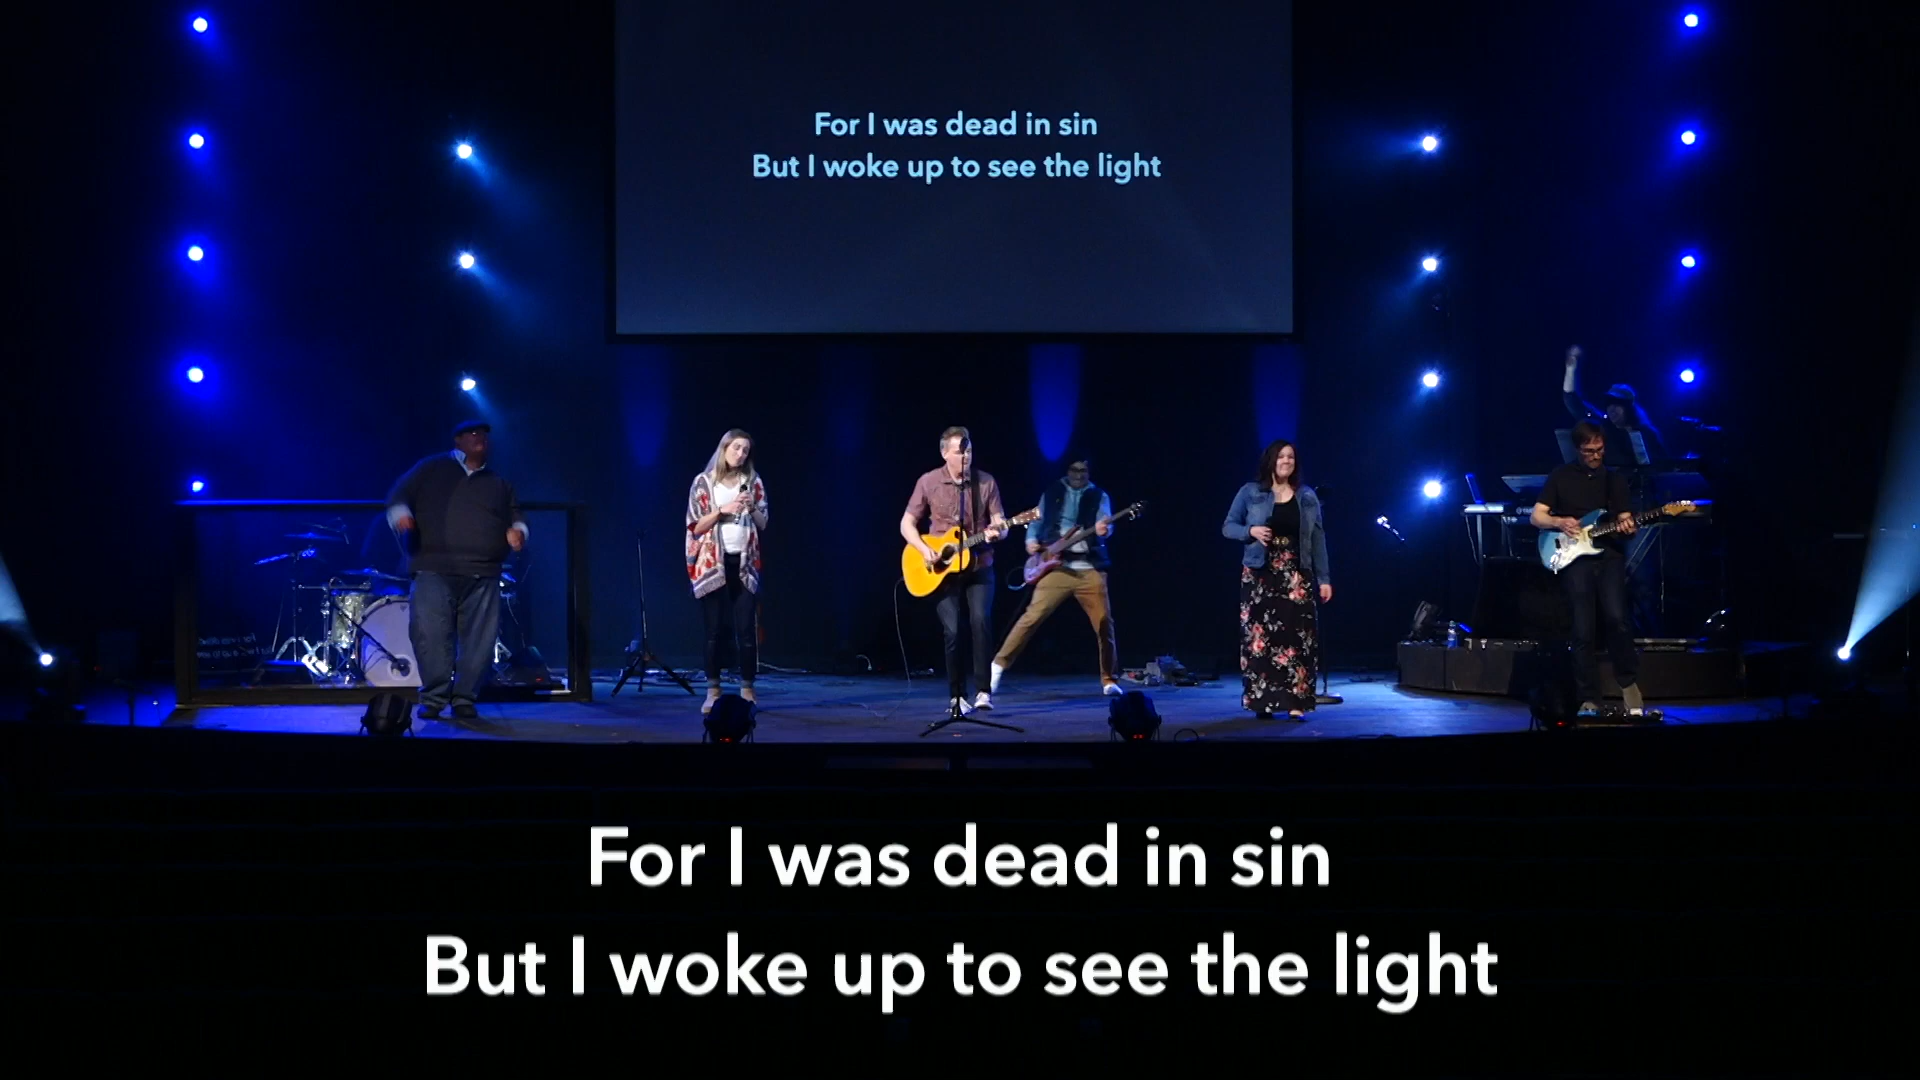 For I was dead in sin
But I woke up to see the light
For I was dead in sin
But I woke up to see the light